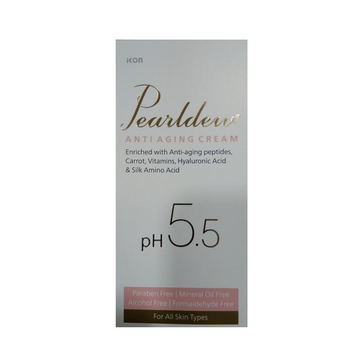 icon
Pearldew
ANTI AGING CREAM
Enriched with Anti-aging peptides,
Carrot, Vitamins, Hyaluronic Acid
& Silk Amino Acid
pH 5.5
Paraben Free | Mineral Oil Free
Alcohol Free | Formaldehyde Free
For All Skin Types